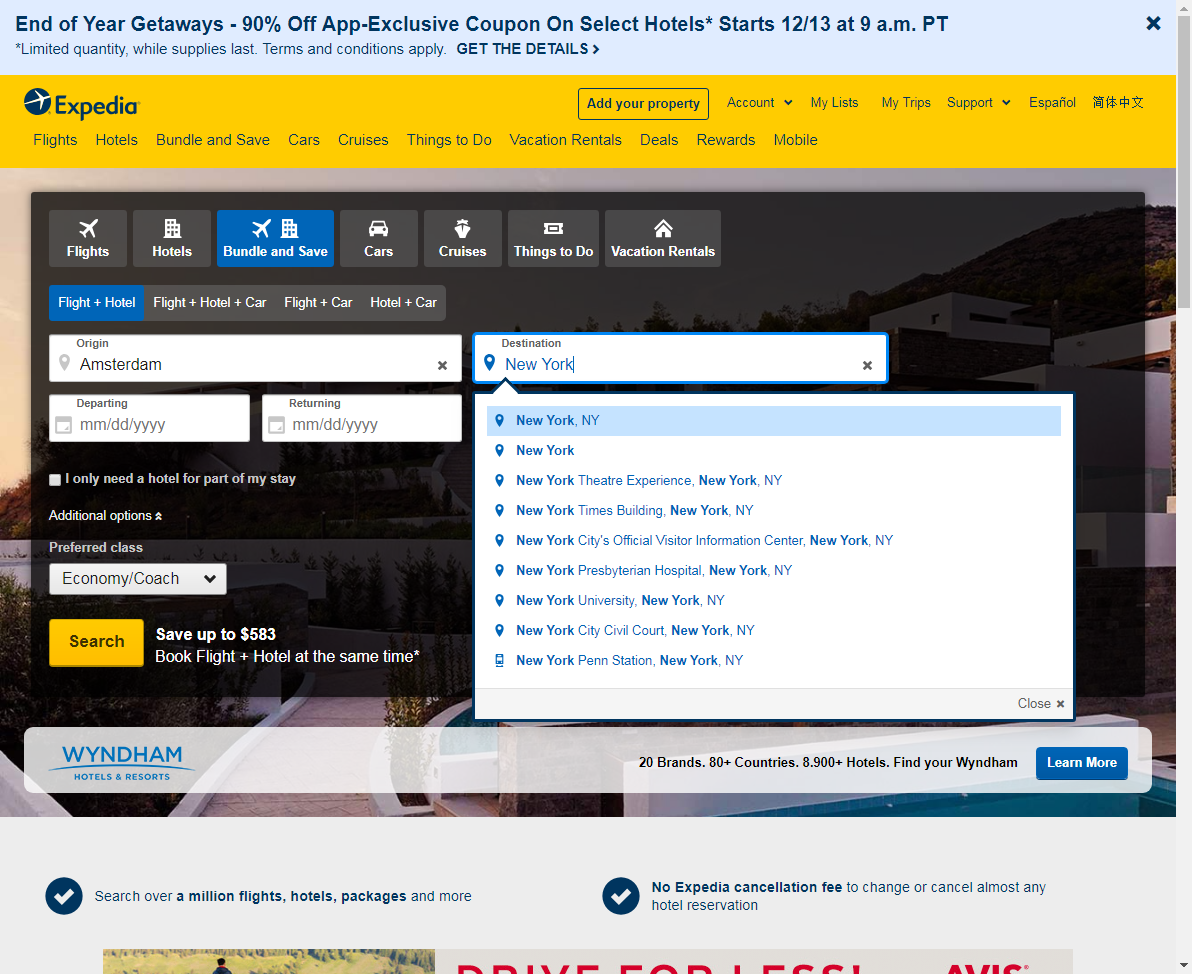 End of Year Getaways - 90% Off App-Exclusive Coupon On Select Hotels* Starts 12/13 at 9 a.m. PT
*Limited quantity, while supplies last. Terms and conditions apply. GET THE DETAILS
Expedia
Add your property
Account
My Lists
My Trips
Support
Español
简体中文
Flights
Hotels
Bundle and Save
Cars
Cruises
Things to Do
Vacation Rentals
Deals
Rewards
Mobile
Flights
Hotels
Bundle and Save
Cars
Cruises
Things to Do
Vacation Rentals
Flight + Hotel
Flight + Hotel + Car
Flight + Car
Hotel + Car
Origin
Amsterdam
Destination
New York
Departing
mm/dd/yyyy
Returning
mm/dd/yyyy
New York, NY
New York
New York Theatre Experience, New York, NY
New York Times Building, New York, NY
New York City's Official Visitor Information Center, New York, NY
New York Presbyterian Hospital, New York, NY
New York University, New York, NY
New York City Civil Court, New York, NY
New York Penn Station, New York, NY
Close
I only need a hotel for part of my stay
Additional options
Preferred class
Economy/Coach
Search
Save up to $583
Book Flight + Hotel at the same time*
WYNDHAM
HOTELS & RESORTS
20 Brands. 80+ Countries. 8.900+ Hotels. Find your Wyndham
Learn More
Search over a million flights, hotels, packages and more
No Expedia cancellation fee to change or cancel almost any
hotel reservation
DRIVE FOR LESS!
AVIS